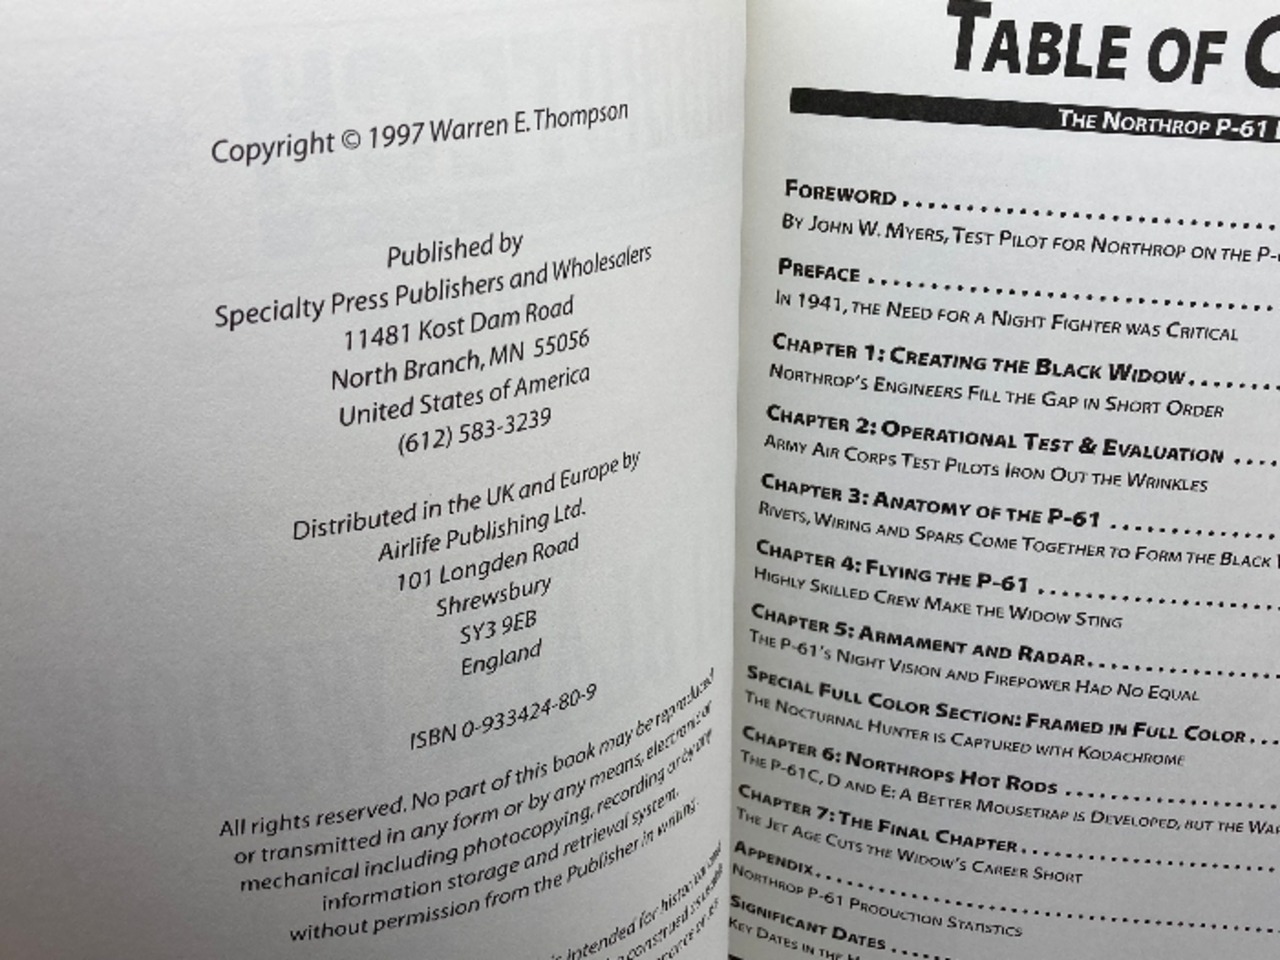 Copyright © 1997 Warren E. Thompson
Published by
Specialty Press Publishers and Wholesalers
11481 Kost Dam Road
North Branch, MN 55056
United States of America
(612) 583-3239
Distributed in the UK and Europe by
Airlife Publishing Ltd.
101 Longden Road
Shrewsbury
SY3 9EB
England
ISBN 0-933424-80-9
All rights reserved. No part of this book may be reproduced
or transmitted in any form or by any means, electronic or
mechanical including photocopying, recording or by any
information storage and retrieval system,
without permission from the Publisher in writing.
intended for historical and
TABLE OF C
THE NORTHROP P-61
FOREWORD ..............................
BY JOHN W. MYERS, TEST PILOT FOR NORTHROP ON THE P-
PREFACE ..............................
IN 1941, THE NEED FOR A NIGHT FIGHTER WAS CRITICAL
CHAPTER 1: CREATING THE BLACK WIDOW........
NORTHROP'S ENGINEERS FILL THE GAP IN SHORT ORDER
CHAPTER 2: OPERATIONAL TEST & EVALUATION ....
ARMY AIR CORPS TEST PILOTS IRON OUT THE WRINKLES
CHAPTER 3: ANATOMY OF THE P-61 .............
RIVETS, WIRING AND SPARS COME TOGETHER TO FORM THE BLACK
CHAPTER 4: FLYING THE P-61 ...................
HIGHLY SKILLED CREW MAKE THE WIDOW STING
CHAPTER 5: ARMAMENT AND RADAR...............
THE P-61'S NIGHT VISION AND FIREPOWER HAD NO EQUAL
SPECIAL FULL COLOR SECTION: FRAMED IN FULL COLOR ...
THE NOCTURNAL HUNTER IS CAPTURED WITH KODACHROME
CHAPTER 6: NORTHROPS HOT RODS .................
THE P-61C, D AND E: A BETTER MOUSETRAP IS DEVELOPED, BUT THE WAR
CHAPTER 7: THE FINAL CHAPTER ....................
THE JET AGE CUTS THE WIDOW'S CAREER SHORT
APPENDIX..............................
NORTHROP P-61 PRODUCTION STATISTICS
SIGNIFICANT DATES ..............................
KEY DATES IN THE